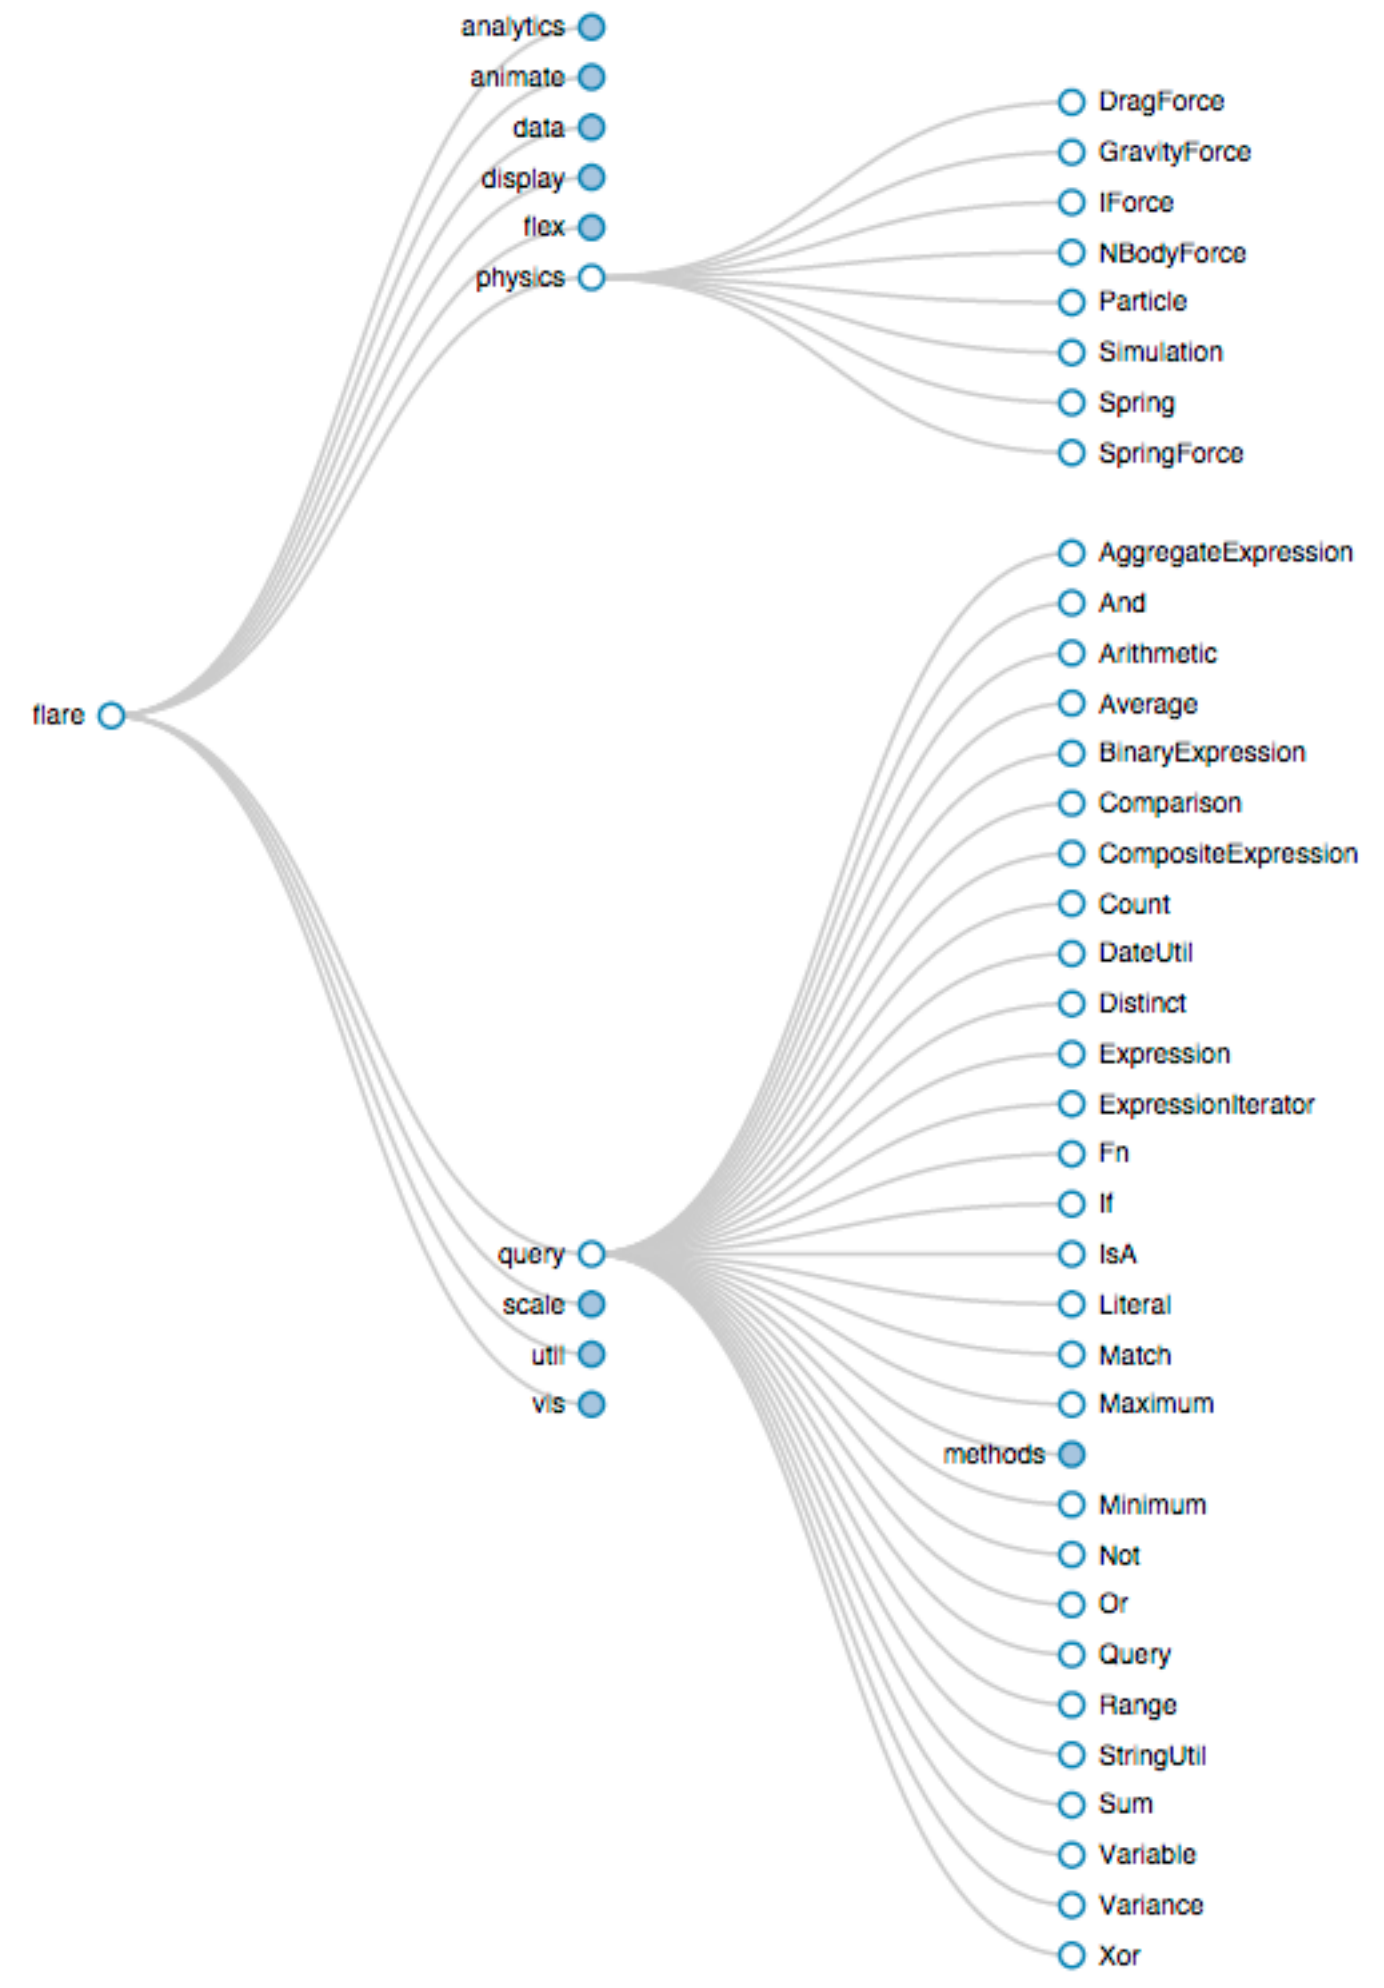 analytics
animate
data
display
flex
physics
DragForce
GravityForce
IForce
NBodyForce
Particle
Simulation
Spring
SpringForce
flare
query
scale
util
vis
AggregateExpression
And
Arithmetic
Average
BinaryExpression
Comparison
CompositeExpression
Count
DateUtil
Distinct
Expression
ExpressionIterator
Fn
If
IsA
Literal
Match
Maximum
methods
Minimum
Not
Or
Query
Range
StringUtil
Sum
Variable
Variance
Xor